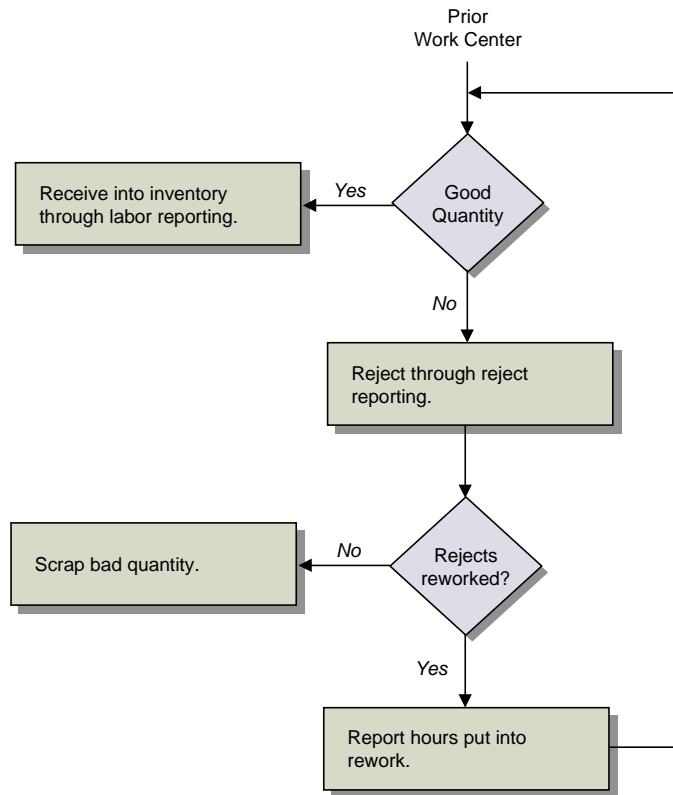 Prior
Work Center
Good
Quantity
Yes
Receive into inventory
through labor reporting.
No
Reject through reject
reporting.
Rejects
reworked?
No
Scrap bad quantity.
Yes
Report hours put into
rework.